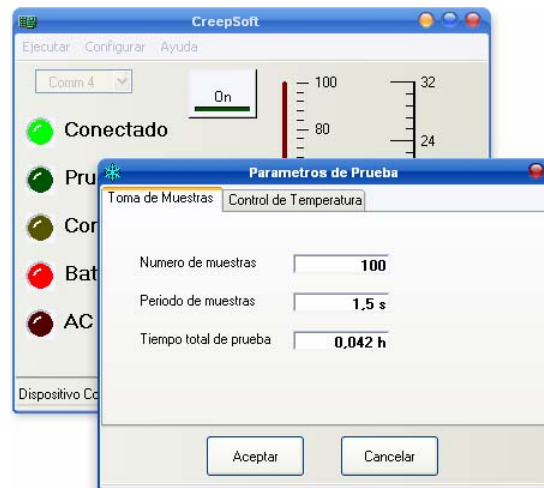 CreepSoft
Ejecutar Configurar Ayuda
Comm 4
On
100
32
Conectado
80
24
Parametros de Prueba
Toma de Muestras
Control de Temperatura
Numero de muestras
100
Periodo de muestras
1,5 s
Tiempo total de prueba
0,042 h
AC
Aceptar
Cancelar